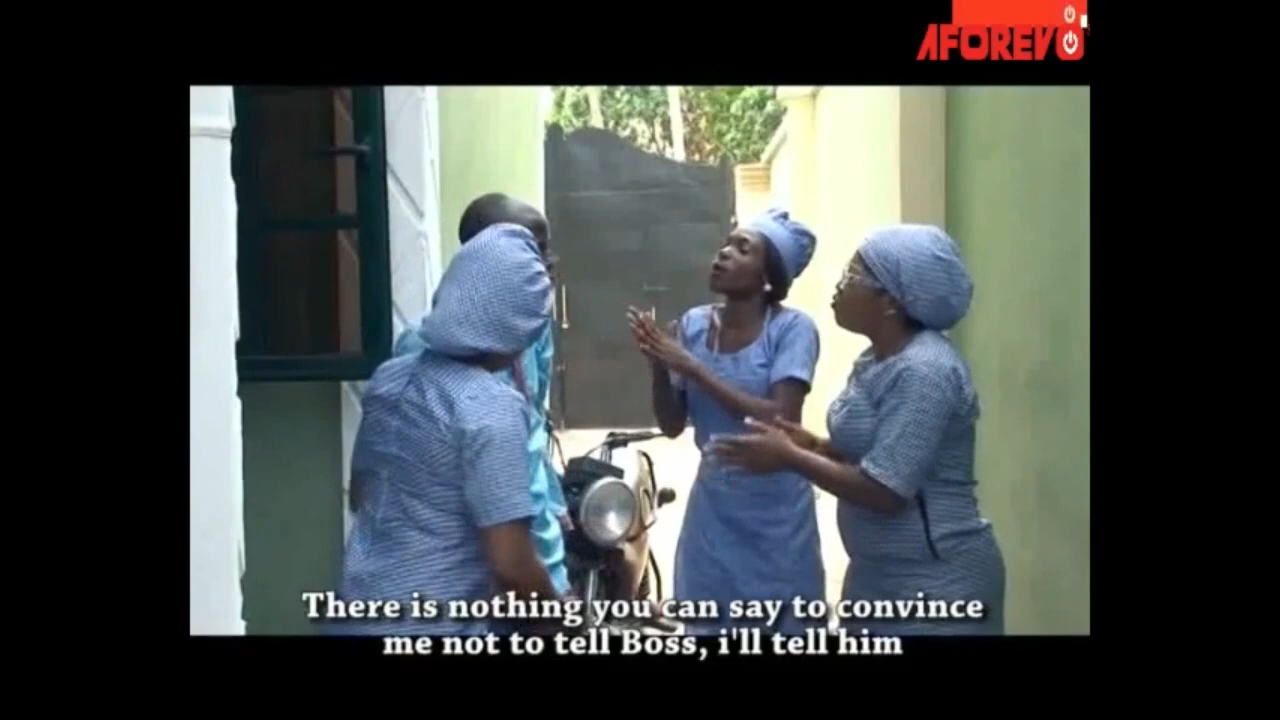 AFOREVO
There is nothing you can say to convince
me not to tell Boss, i'll tell him